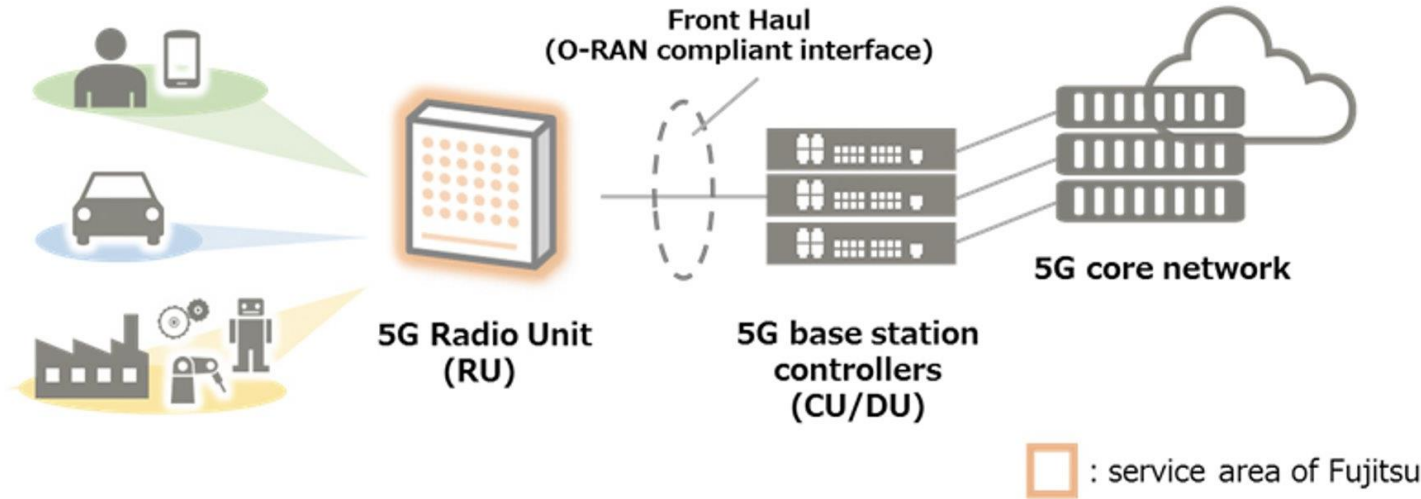 Front Haul
(O-RAN compliant interface)
5G Radio Unit
(RU)
5G base station
controllers
(CU/DU)
5G core network
: service area of Fujitsu